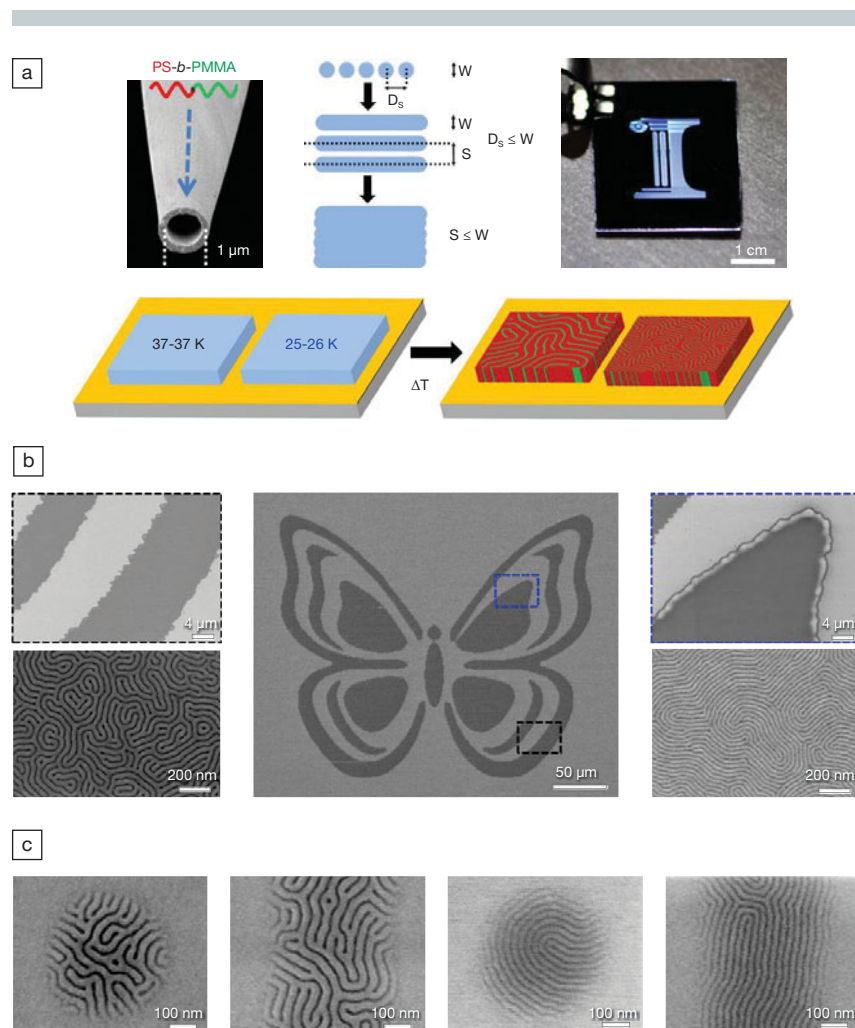 a
PS-b-PMMA
1 µm
W
Ds
W
S
Ds ≤ W
S ≤ W
1 cm
37-37 K
25-26 K
ΔT
b
4 µm
200 nm
50 µm
4 µm
200 nm
c
100 nm
100 nm
100 nm
100 nm